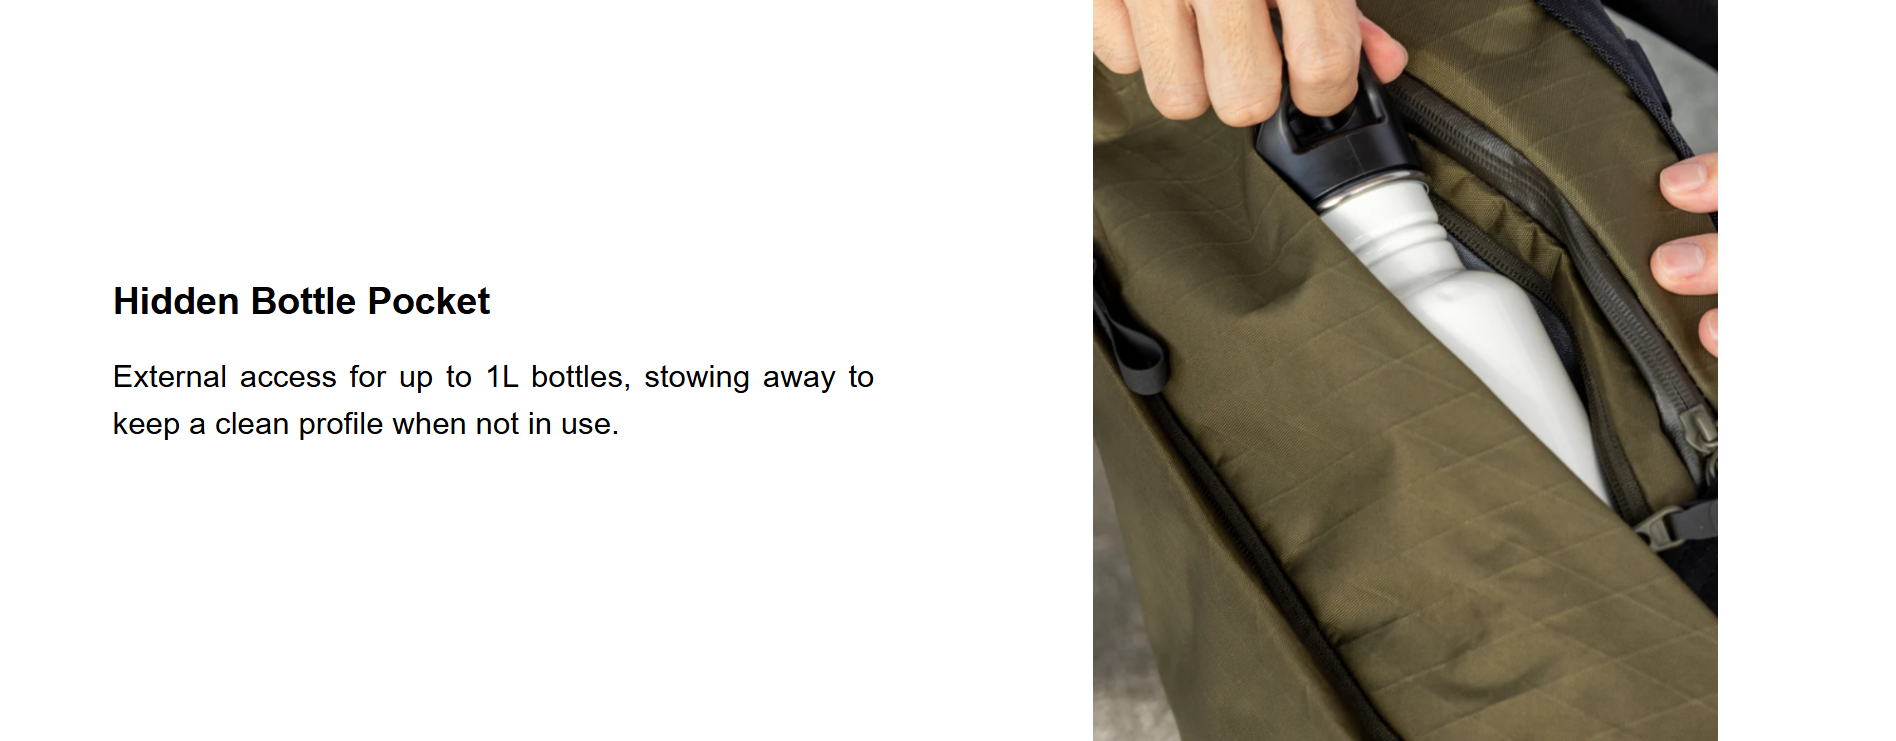 Hidden Bottle Pocket
External access for up to 1L bottles, stowing away to
keep a clean profile when not in use.